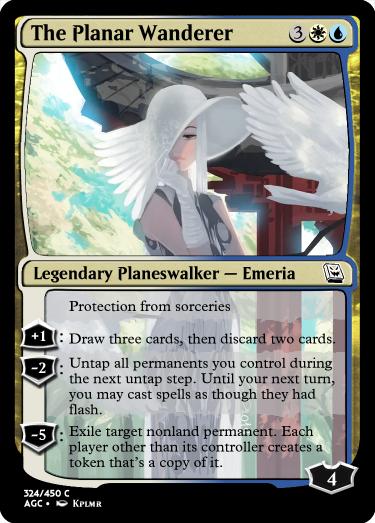 The Planar Wanderer 3
Legendary Planeswalker — Emeria
Protection from sorceries
+1: Draw three cards, then discard two cards.
-2: Untap all permanents you control during
the next untap step. Until your next turn,
you may cast spells as though they had
flash.
-5: Exile target nonland permanent. Each
player other than its controller creates a
token that's a copy of it.
4
324/450 C
AGC • KPLMR